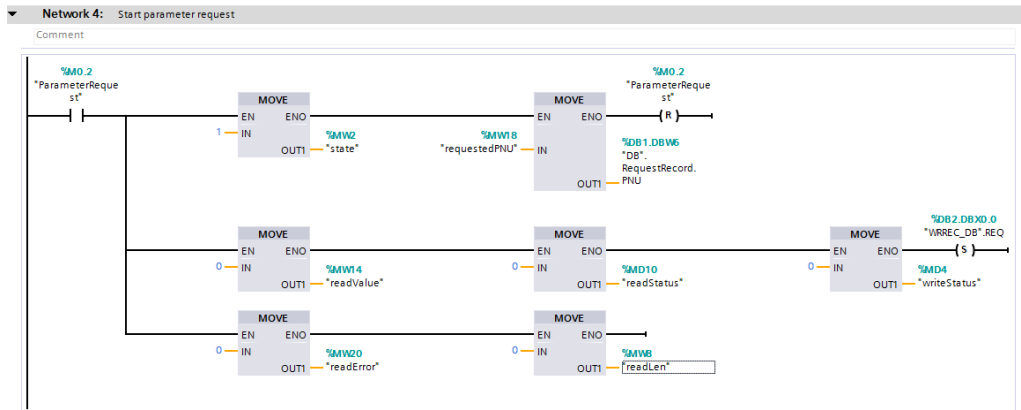 Network 4: Start parameter request
Comment
%M0.2
"ParameterReque
st"
MOVE
EN ENO
1 IN
OUT1
%MW2
"state"
MOVE
EN ENO
%MW18
"requestedPNU" IN
OUT1
%DB1.DBW6
"DB".
RequestRecord.
PNU
%M0.2
"ParameterReque
st"
R
MOVE
EN ENO
0 IN
OUT1
%MW14
"readValue"
MOVE
EN ENO
0 IN
OUT1
%MD10
"readStatus"
MOVE
EN ENO
0 IN
OUT1
%MD4
"writeStatus"
%DB2.DBX0.0
"WRREC_DB".REQ
S
MOVE
EN ENO
0 IN
OUT1
%MW20
"readError"
MOVE
EN ENO
0 IN
OUT1
%MW8
"readLen"